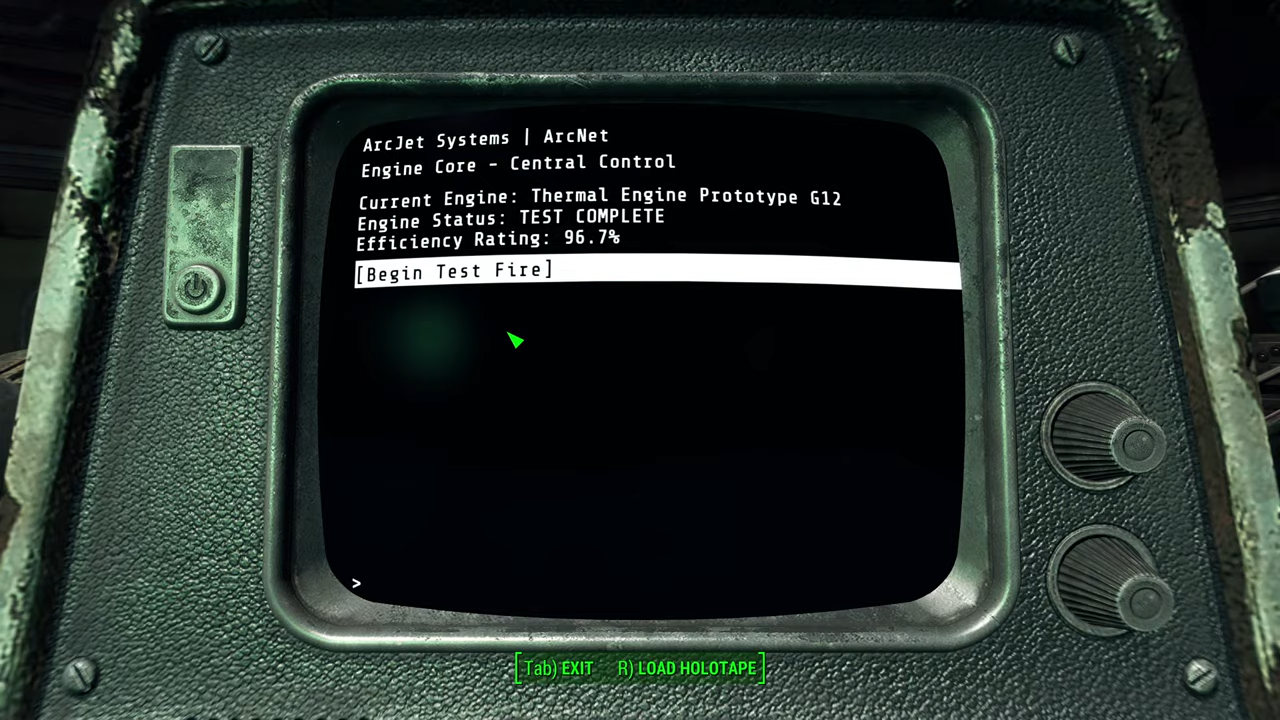 ArcJet Systems | ArcNet
Engine Core - Central Control
Current Engine: Thermal Engine Prototype G12
Engine Status: TEST COMPLETE
Efficiency Rating: 96.7%
[Begin Test Fire]
>
[Tab) EXIT R) LOAD HOLOTAPE]